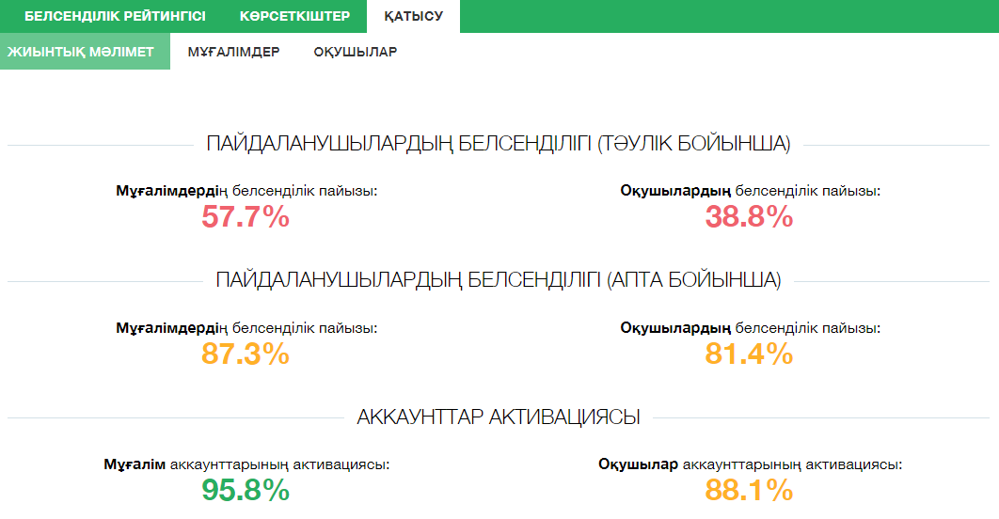 БЕЛСЕНДІЛІК РЕЙТИНГІСІ КӨРСЕТКІШТЕР ҚАТЫСУ
ЖИЫНТЫҚ МӘЛІМЕТ МҰҒАЛІМДЕР ОҚУШЫЛАР
ПАЙДАЛАНУШЫЛАРДЫҢ БЕЛСЕНДІЛІГІ (ТӘУЛІК БОЙЫНША)
Мұғалімдердің белсенділік пайызы: Оқушылардың белсенділік пайызы:
57.7% 38.8%
ПАЙДАЛАНУШЫЛАРДЫҢ БЕЛСЕНДІЛІГІ (АПТА БОЙЫНША)
Мұғалімдердің белсенділік пайызы: Оқушылардың белсенділік пайызы:
87.3% 81.4%
АККАУНТТАР АКТИВАЦИЯСЫ
Мұғалім аккаунттарының активациясы: Оқушылар аккаунттарының активациясы:
95.8% 88.1%